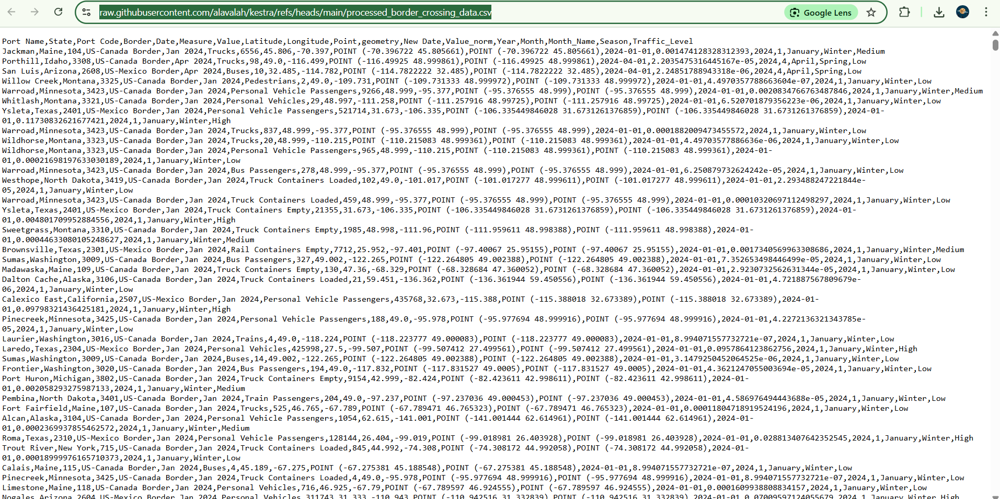 raw.githubusercontent.com/alavalah/kestra/refs/heads/main/processed_border_crossing_data.csv
Google Lens
Port Name,State,Port Code,Border,Date,Measure,Value,Latitude,Longitude,Point,geometry,New Date,Value_norm,Year,Month,Month_Name,Season,Traffic_Level
Jackman,Maine,104,US-Canada Border,Jan 2024,Trucks,6556,45.806,-70.397,POINT (-70.396722 45.805661),POINT (-70.396722 45.805661),2024-01-01,0.001474128328312393,2024,1,January,Winter,Medium
Porthill,Idaho,3308,US-Canada Border,Apr 2024,Trucks,98,49.0,-116.499,POINT (-116.49925 48.999861),POINT (-116.49925 48.999861),2024-04-01,2.2035475316445167e-05,2024,4,April,Spring,Low
San Luis,Arizona,2608,US-Mexico Border,Apr 2024,Buses,10,32.485,-114.782,POINT (-114.7822222 32.485),POINT (-114.7822222 32.485),2024-04-01,2.24851788943318e-06,2024,4,April,Spring,Low
Willow Creek,Montana,3325,US-Canada Border,Jan 2024,Pedestrians,2,49.0,-109.731,POINT (-109.731333 48.999972),POINT (-109.731333 48.999972),2024-01-01,4.4970357788663604e-07,2024,1,January,Winter,Low
Warroad,Minnesota,3423,US-Canada Border,Jan 2024,Personal Vehicle Passengers,9266,48.999,-95.377,POINT (-95.376555 48.999),POINT (-95.376555 48.999),2024-01-01,0.0020834766763487846,2024,1,January,Winter,Medium
Whitlash,Montana,3321,US-Canada Border,Jan 2024,Personal Vehicles,29,48.997,-111.258,POINT (-111.257916 48.99725),POINT (-111.257916 48.99725),2024-01-01,6.520701879356223e-06,2024,1,January,Winter,Low
Ysleta,Texas,2401,US-Mexico Border,Jan 2024,Personal Vehicle Passengers,521714,31.673,-106.335,POINT (-106.335449846028 31.6731261376859),POINT (-106.335449846028 31.6731261376859),2024-01-
01,0.11730832621677421,2024,1,January,Winter,High
Warroad,Minnesota,3423,US-Canada Border,Jan 2024,Trucks,837,48.999,-95.377,POINT (-95.376555 48.999),POINT (-95.376555 48.999),2024-01-01,0.0001882009473455572,2024,1,January,Winter,Low
Wildhorse,Montana,3323,US-Canada Border,Jan 2024,Trucks,20,48.999,-110.215,POINT (-110.215083 48.999361),POINT (-110.215083 48.999361),2024-01-01,4.49703577886636e-06,2024,1,January,Winter,Low
Wildhorse,Montana,3323,US-Canada Border,Jan 2024,Personal Vehicle Passengers,965,48.999,-110.215,POINT (-110.215083 48.999361),POINT (-110.215083 48.999361),2024-01-
01,0.00021698197633030189,2024,1,January,Winter,Low
Warroad,Minnesota,3423,US-Canada Border,Jan 2024,Bus Passengers,278,48.999,-95.377,POINT (-95.376555 48.999),POINT (-95.376555 48.999),2024-01-01,6.250879732624242e-05,2024,1,January,Winter,Low
Westhope,North Dakota,3419,US-Canada Border,Jan 2024,Truck Containers Loaded,102,49.0,-101.017,POINT (-101.017277 48.999611),POINT (-101.017277 48.999611),2024-01-01,2.293488247221844e-
05,2024,1,January,Winter,Low
Warroad,Minnesota,3423,US-Canada Border,Jan 2024,Truck Containers Loaded,459,48.999,-95.377,POINT (-95.376555 48.999),POINT (-95.376555 48.999),2024-01-01,0.00010320697112498297,2024,1,January,Winter,Low
Ysleta,Texas,2401,US-Mexico Border,Jan 2024,Truck Containers Empty,21355,31.673,-106.335,POINT (-106.335449846028 31.6731261376859),POINT (-106.335449846028 31.6731261376859),2024-01-
01,0.004801709952884556,2024,1,January,Winter,High
Sweetgrass,Montana,3310,US-Canada Border,Jan 2024,Truck Containers Empty,1985,48.998,-111.96,POINT (-111.959611 48.998388),POINT (-111.959611 48.998388),2024-01-
01,0.00044633080105248627,2024,1,January,Winter,Medium
Brownsville,Texas,2301,US-Mexico Border,Jan 2024,Rail Containers Empty,7712,25.952,-97.401,POINT (-97.40067 25.95155),POINT (-97.40067 25.95155),2024-01-01,0.0017340569963308686,2024,1,January,Winter,Medium
Sumas,Washington,3009,US-Canada Border,Jan 2024,Bus Passengers,327,49.002,-122.265,POINT (-122.264805 49.002388),POINT (-122.264805 49.002388),2024-01-01,7.352653498446499e-05,2024,1,January,Winter,Low
Madawaska,Maine,109,US-Canada Border,Jan 2024,Truck Containers Empty,130,47.36,-68.329,POINT (-68.328684 47.360052),POINT (-68.328684 47.360052),2024-01-01,2.9230732562631344e-05,2024,1,January,Winter,Low
Dalton Cache,Alaska,3106,US-Canada Border,Jan 2024,Truck Containers Loaded,21,59.451,-136.362,POINT (-136.361944 59.450556),POINT (-136.361944 59.450556),2024-01-01,4.721887567809679e-
06,2024,1,January,Winter,Low
Calexico East,California,2507,US-Mexico Border,Jan 2024,Personal Vehicle Passengers,435768,32.673,-115.388,POINT (-115.388018 32.673389),POINT (-115.388018 32.673389),2024-01-
01,0.09798321436425181,2024,1,January,Winter,High
Pinecreek,Minnesota,3425,US-Canada Border,Jan 2024,Personal Vehicle Passengers,188,49.0,-95.978,POINT (-95.977694 48.999916),POINT (-95.977694 48.999916),2024-01-01,4.2272136321343785e-
05,2024,1,January,Winter,Low
Laurier,Washington,3016,US-Canada Border,Jan 2024,Trains,4,49.0,-118.224,POINT (-118.223777 49.000083),POINT (-118.223777 49.000083),2024-01-01,8.994071557732721e-07,2024,1,January,Winter,Low
Laredo,Texas,2304,US-Mexico Border,Jan 2024,Personal Vehicles,425998,27.5,-99.507,POINT (-99.507412 27.499561),POINT (-99.507412 27.499561),2024-01-01,0.0957864123862756,2024,1,January,Winter,High
Sumas,Washington,3009,US-Canada Border,Jan 2024,Buses,14,49.002,-122.265,POINT (-122.264805 49.002388),POINT (-122.264805 49.002388),2024-01-01,3.1479250452064525e-06,2024,1,January,Winter,Low
Frontier,Washington,3020,US-Canada Border,Jan 2024,Bus Passengers,194,49.0,-117.832,POINT (-117.831527 49.0005),POINT (-117.831527 49.0005),2024-01-01,4.362124705500​3694e-05,2024,1,January,Winter,Low
Port Huron,Michigan,3802,US-Canada Border,Jan 2024,Truck Containers Empty,9154,42.999,-82.424,POINT (-82.423611 42.998611),POINT (-82.423611 42.998611),2024-01-
01,0.002058293275987133,2024,1,January,Winter,Medium
Pembina,North Dakota,3401,US-Canada Border,Jan 2024,Train Passengers,204,49.0,-97.237,POINT (-97.237036 49.000453),POINT (-97.237036 49.000453),2024-01-01,4.586976494443688e-05,2024,1,January,Winter,Low
Fort Fairfield,Maine,107,US-Canada Border,Jan 2024,Trucks,525,46.765,-67.789,POINT (-67.789471 46.765323),POINT (-67.789471 46.765323),2024-01-01,0.00011804718919524196,2024,1,January,Winter,Low
Alcan,Alaska,3104,US-Canada Border,Jan 2024,Personal Vehicle Passengers,1054,62.615,-141.001,POINT (-141.001444 62.614961),POINT (-141.001444 62.614961),2024-01-
01,0.0002369937855462572,2024,1,January,Winter,Medium
Roma,Texas,2310,US-Mexico Border,Jan 2024,Personal Vehicle Passengers,128144,26.404,-99.019,POINT (-99.018981 26.403928),POINT (-99.018981 26.403928),2024-01-01,0.028813407642352545,2024,1,January,Winter,High
Trout River,New York,715,US-Canada Border,Jan 2024,Truck Containers Loaded,845,44.992,-74.308,POINT (-74.308172 44.992058),POINT (-74.308172 44.992058),2024-01-
01,0.00018999976165710373,2024,1,January,Winter,Low
Calais,Maine,115,US-Canada Border,Jan 2024,Buses,4,45.189,-67.275,POINT (-67.275381 45.188548),POINT (-67.275381 45.188548),2024-01-01,8.994071557732721e-07,2024,1,January,Winter,Low
Pinecreek,Minnesota,3425,US-Canada Border,Jan 2024,Truck Containers Loaded,4,49.0,-95.978,POINT (-95.977694 48.999916),POINT (-95.977694 48.999916),2024-01-01,8.994071557732721e-07,2024,1,January,Winter,Low
Limestone,Maine,118,US-Canada Border,Jan 2024,Personal Vehicles,716,46.925,-67.79,POINT (-67.789597 46.924555),POINT (-67.789597 46.924555),2024-01-01,0.0001609938808834157,2024,1,January,Winter,Low
Nogales,Arizona,2604,US-Mexico Border,Jan 2024,Personal Vehicles,311743,31.333,-110.943,POINT (-110.942516 31.332839),POINT (-110.942516 31.332839),2024-01-01,0.07009597124055679,2024,1,January,Winter,High